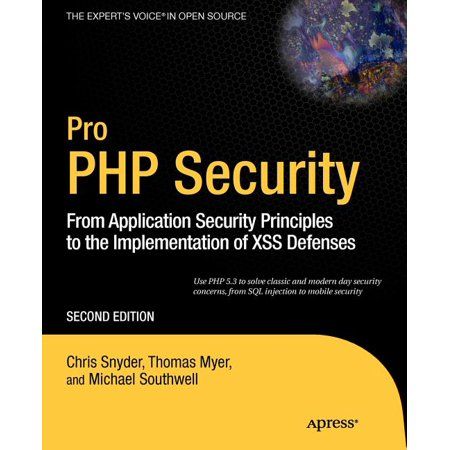 THE EXPERT'S VOICE® IN OPEN SOURCE
Pro
PHP Security
From Application Security Principles
to the Implementation of XSS Defenses
Use PHP 5.3 to solve classic and modern day security
concerns, from SQL injection to mobile security
SECOND EDITION
Chris Snyder, Thomas Myer,
and Michael Southwell
Apress®